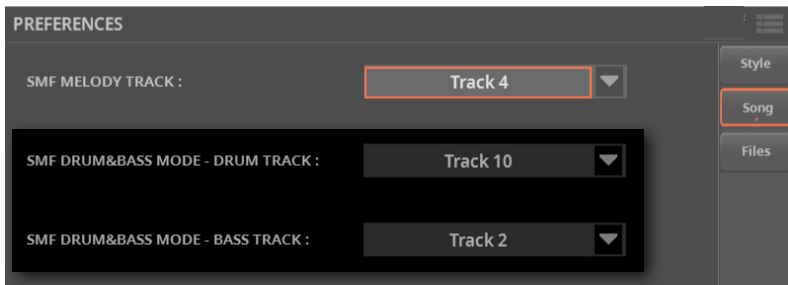 PREFERENCES
Style
SMF MELODY TRACK :
Track 4
Song
SMF DRUM&BASS MODE - DRUM TRACK :
Track 10
Files
SMF DRUM&BASS MODE - BASS TRACK :
Track 2